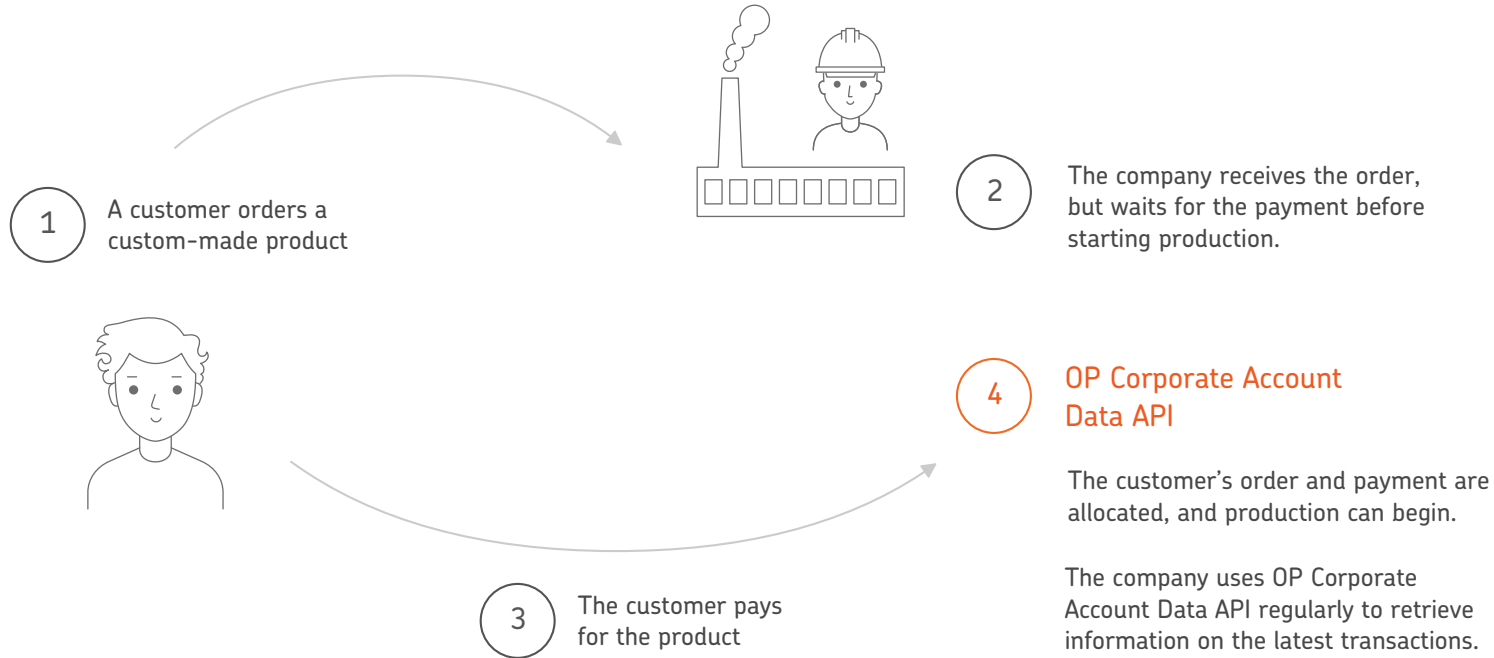 1
A customer orders a
custom-made product
2
The company receives the order,
but waits for the payment before
starting production.
3
The customer pays
for the product
4
OP Corporate Account
Data API
The customer’s order and payment are
allocated, and production can begin.
The company uses OP Corporate
Account Data API regularly to retrieve
information on the latest transactions.